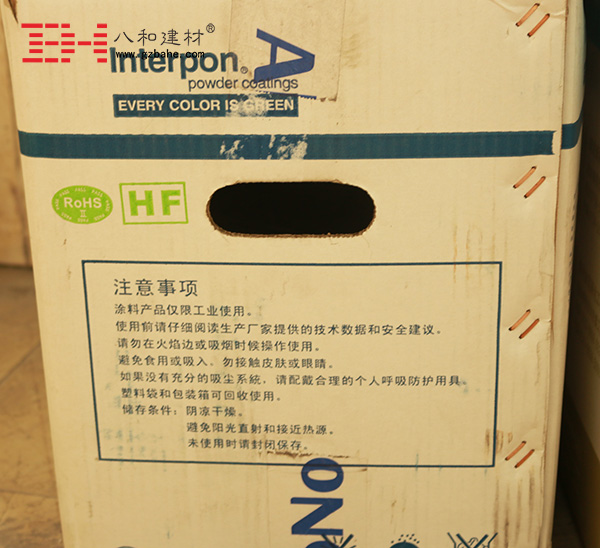 八和建材®
www.gzbahe.com
Interpon®
powder coatings
EVERY COLOR IS GREEN
RoHS
II
HF
注意事项
涂料产品仅限工业使用。
使用前请仔细阅读生产厂家提供的技术数据和安全建议。
请勿在火焰边或吸烟时候操作使用。
避免食用或吸入。勿接触皮肤或眼睛。
如果没有充分的吸尘系統，请配戴合理的个人呼吸防护用具。
塑料袋和包装箱可回收使用。
储存条件：阴凉干燥。
避免阳光直射和接近热源。
未使用时请封闭保存。